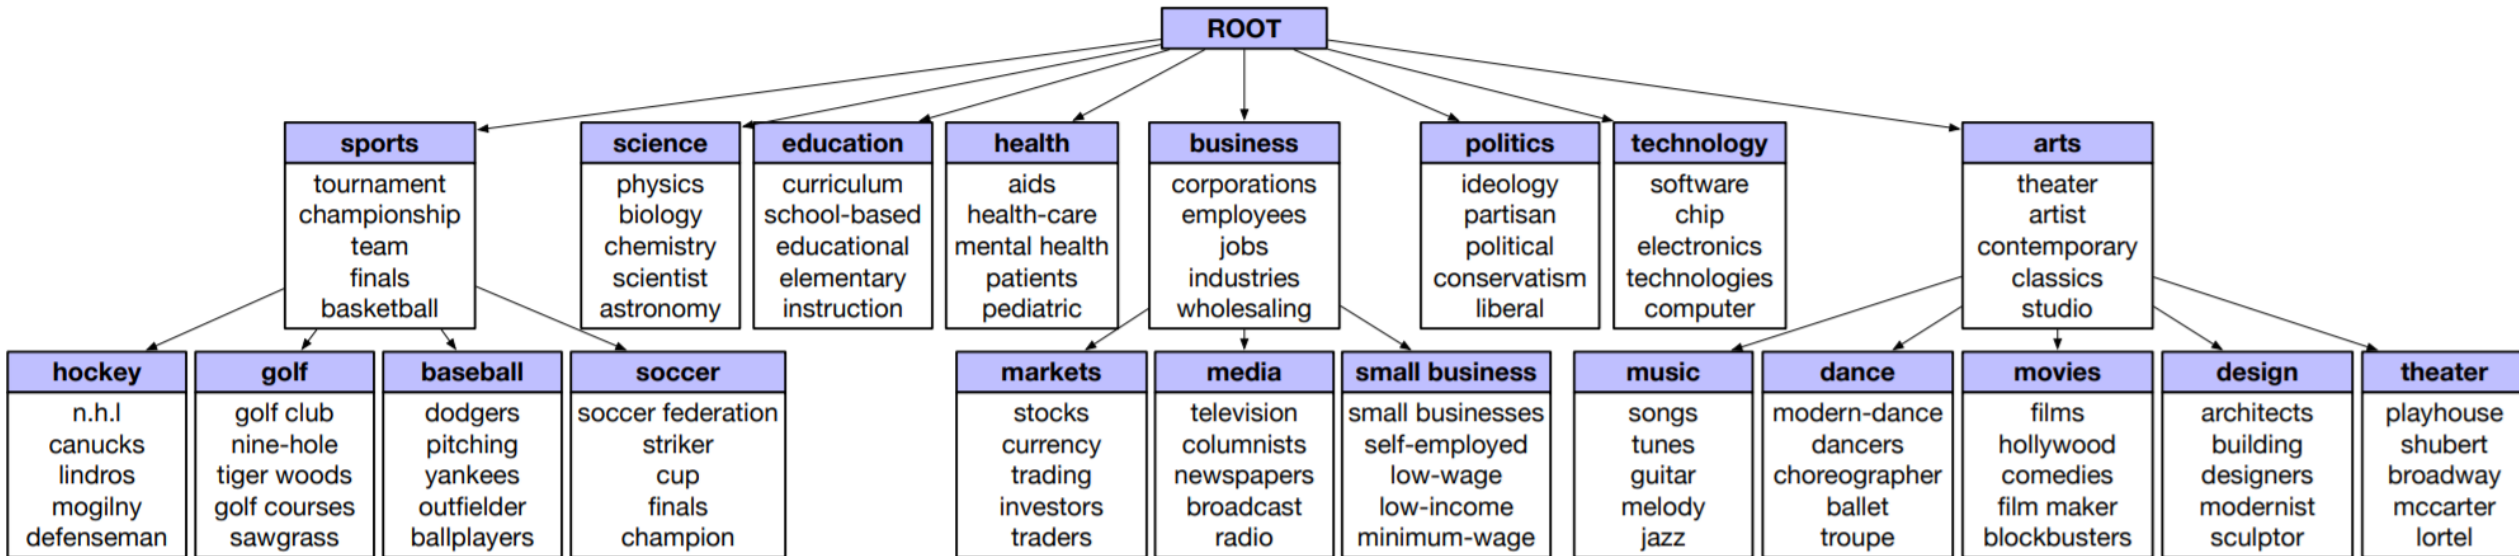 ROOT
sports
tournament
championship
team
finals
basketball
science
physics
biology
chemistry
scientist
astronomy
education
curriculum
school-based
educational
elementary
instruction
health
aids
health-care
mental health
patients
pediatric
business
corporations
employees
jobs
industries
wholesaling
politics
ideology
partisan
political
conservatism
liberal
technology
software
chip
electronics
technologies
computer
arts
theater
artist
contemporary
classics
studio
hockey
n.h.l
canucks
lindros
mogilny
defenseman
golf
golf club
nine-hole
tiger woods
golf courses
sawgrass
baseball
dodgers
pitching
yankees
outfielder
ballplayers
soccer
soccer federation
striker
cup
finals
champion
markets
stocks
currency
trading
investors
traders
media
television
columnists
newspapers
broadcast
radio
small business
small businesses
self-employed
low-wage
low-income
minimum-wage
music
songs
tunes
guitar
melody
jazz
dance
modern-dance
dancers
choreographer
ballet
troupe
movies
films
hollywood
comedies
film maker
blockbusters
design
architects
building
designers
modernist
sculptor
theater
playhouse
shubert
broadway
mccarter
lortel